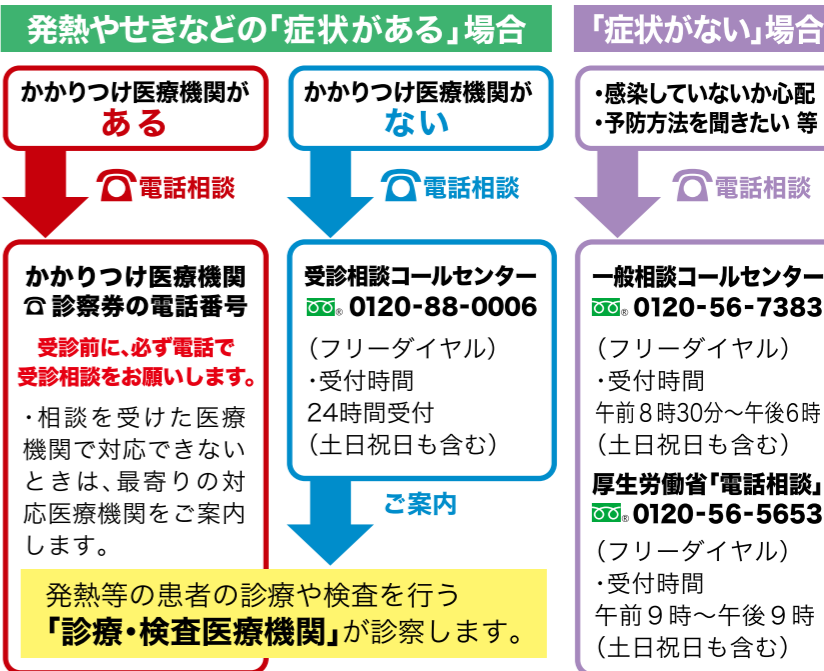 発熱やせきなどの「症状がある」場合
かかりつけ医療機関が
ある
電話相談
かかりつけ医療機関
☎ 診察券の電話番号
受診前に、必ず電話で
受診相談をお願いします。
・相談を受けた医療
機関で対応できない
ときは、最寄りの対
応医療機関をご案内
します。
かかりつけ医療機関が
ない
電話相談
受診相談コールセンター
0120-88-0006
（フリーダイヤル）
・受付時間
24時間受付
（土日祝日も含む）
ご案内
発熱等の患者の診療や検査を行う
「診療・検査医療機関」が診察します。
「症状がない」場合
・感染していないか心配
・予防方法を聞きたい 等
電話相談
一般相談コールセンター
0120-56-7383
（フリーダイヤル）
・受付時間
午前８時30分〜午後6時
（土日祝日も含む）
厚生労働省「電話相談」
0120-56-5653
（フリーダイヤル）
・受付時間
午前９時〜午後９時
（土日祝日も含む）